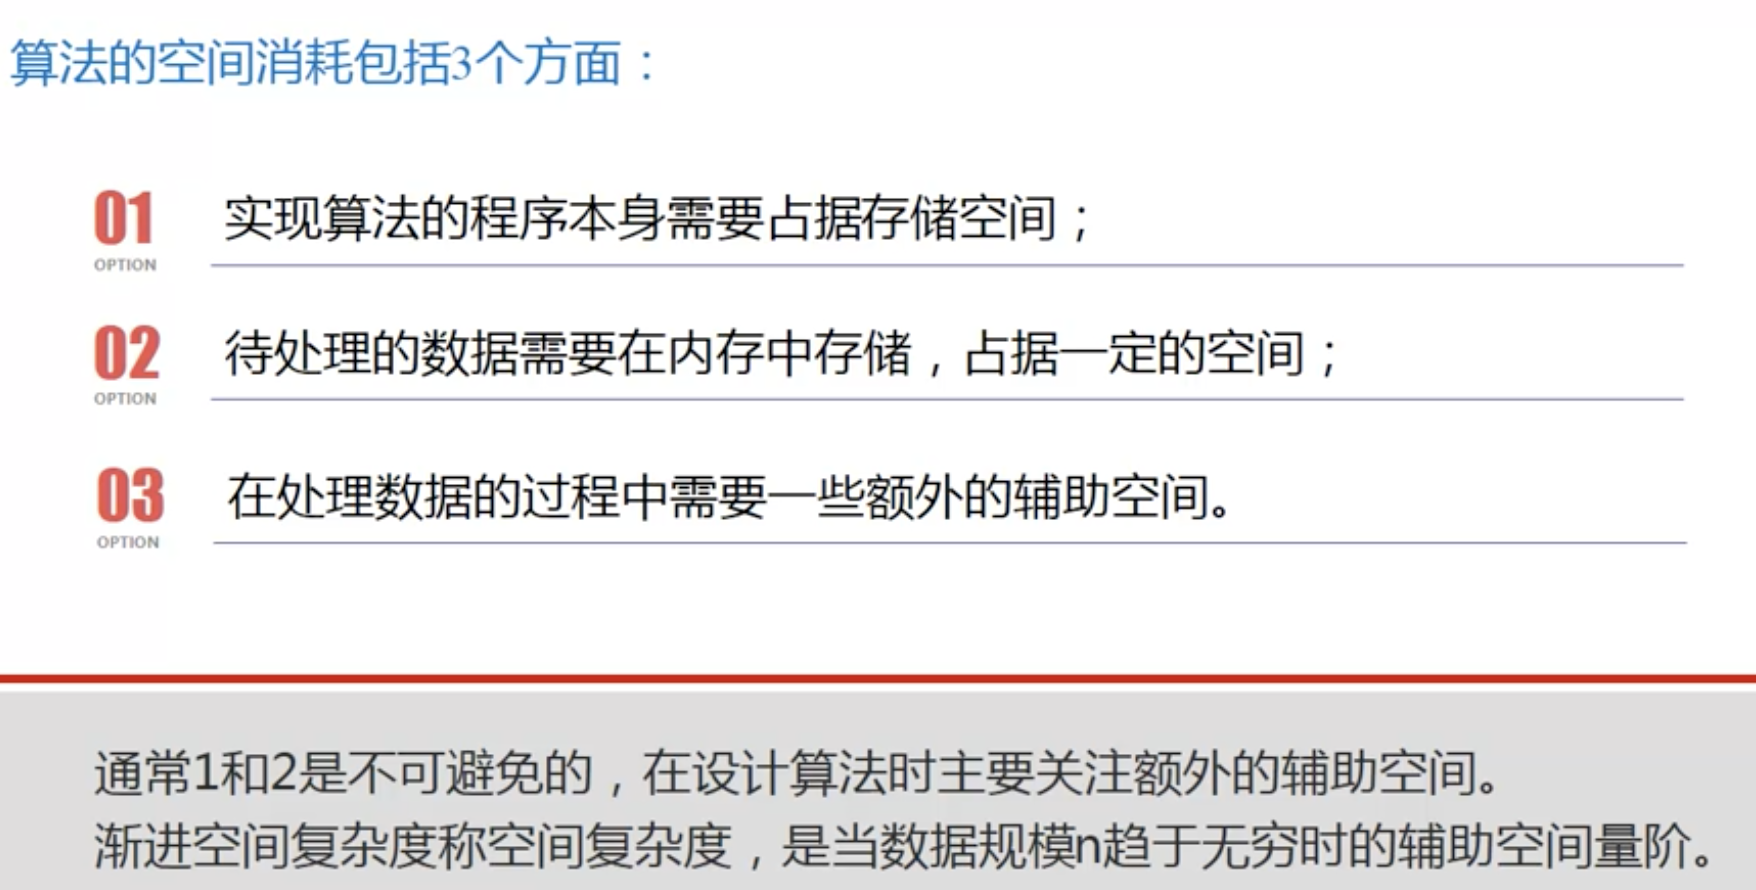 算法的空间消耗包括3个方面：
01
OPTION
实现算法的程序本身需要占据存储空间；
02
OPTION
待处理的数据需要在内存中存储，占据一定的空间；
03
OPTION
在处理数据的过程中需要一些额外的辅助空间。
通常1和2是不可避免的，在设计算法时主要关注额外的辅助空间。
渐进空间复杂度称空间复杂度，是当数据规模n趋于无穷时的辅助空间量阶。